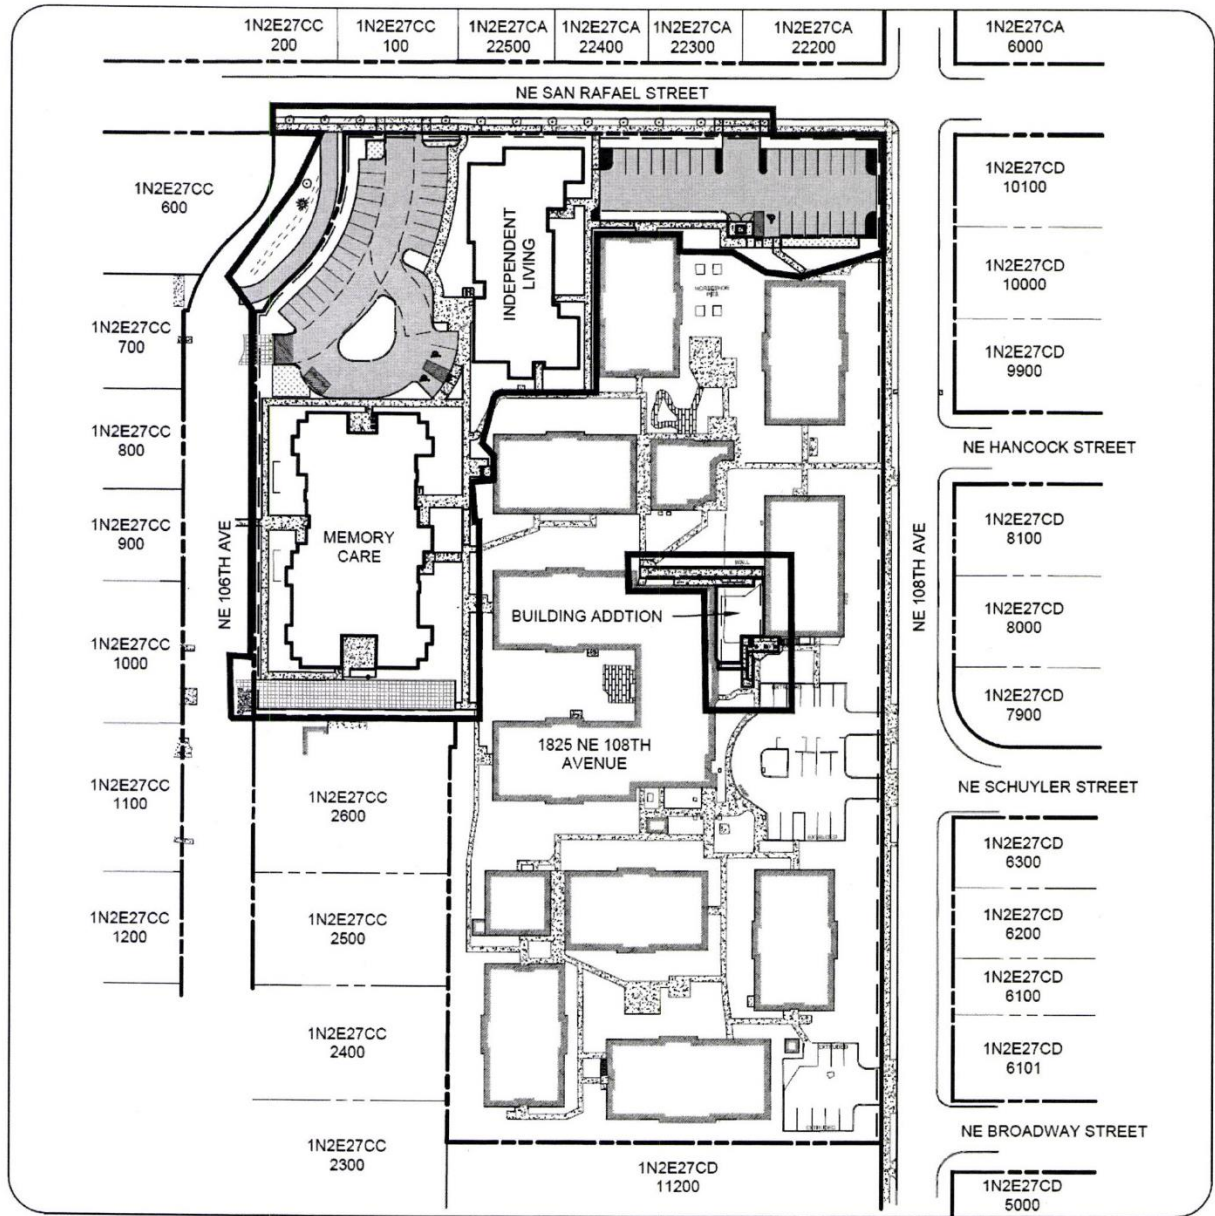 1N2E27CC
200
1N2E27CC
100
1N2E27CA
22500
1N2E27CA
22400
1N2E27CA
22300
1N2E27CA
22200
1N2E27CA
6000
NE SAN RAFAEL STREET
1N2E27CC
600
1N2E27CD
10100
INDEPENDENT
LIVING
1N2E27CD
10000
1N2E27CC
700
1N2E27CD
9900
1N2E27CC
800
NE HANCOCK STREET
1N2E27CC
900
MEMORY
CARE
1N2E27CD
8100
NE 106TH AVE
NE 108TH AVE
BUILDING ADDTION
1N2E27CD
8000
1N2E27CC
1000
1N2E27CD
7900
1825 NE 108TH
AVENUE
1N2E27CC
1100
1N2E27CC
2600
NE SCHUYLER STREET
1N2E27CD
6300
1N2E27CC
1200
1N2E27CC
2500
1N2E27CD
6200
1N2E27CD
6100
1N2E27CC
2400
1N2E27CD
6101
NE BROADWAY STREET
1N2E27CC
2300
1N2E27CD
11200
1N2E27CD
5000